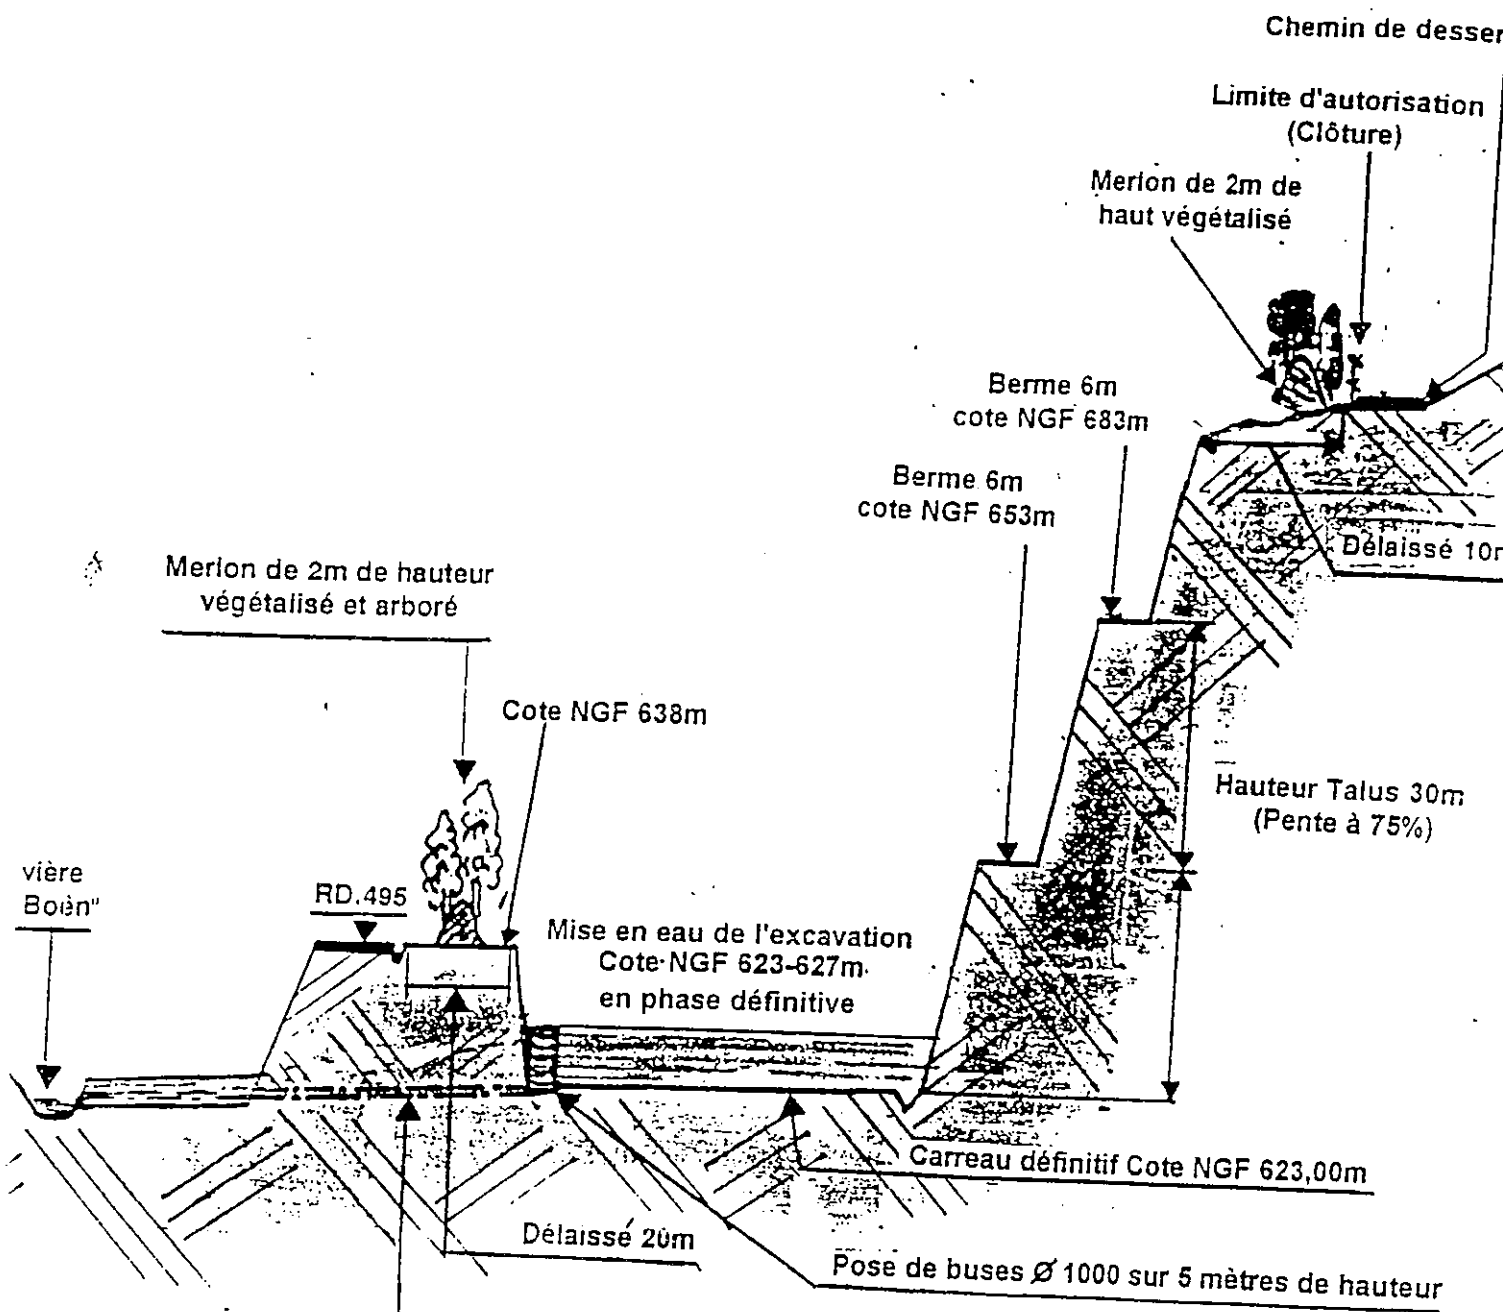 Chemin de desser
Limite d'autorisation
(Clôture)
Merlon de 2m de
haut végétalisé
Berme 6m
cote NGF 683m
Berme 6m
cote NGF 653m
Délaissé 10m
Merlon de 2m de hauteur
végétalisé et arboré
Cote NGF 638m
Hauteur Talus 30m
(Pente à 75%)
vière
Boën"
RD.495
Mise en eau de l'excavation
Cote NGF 623-627m
en phase définitive
Carreau définitif Cote NGF 623,00m
Délaissé 20m
Pose de buses Ø 1000 sur 5 mètres de hauteur